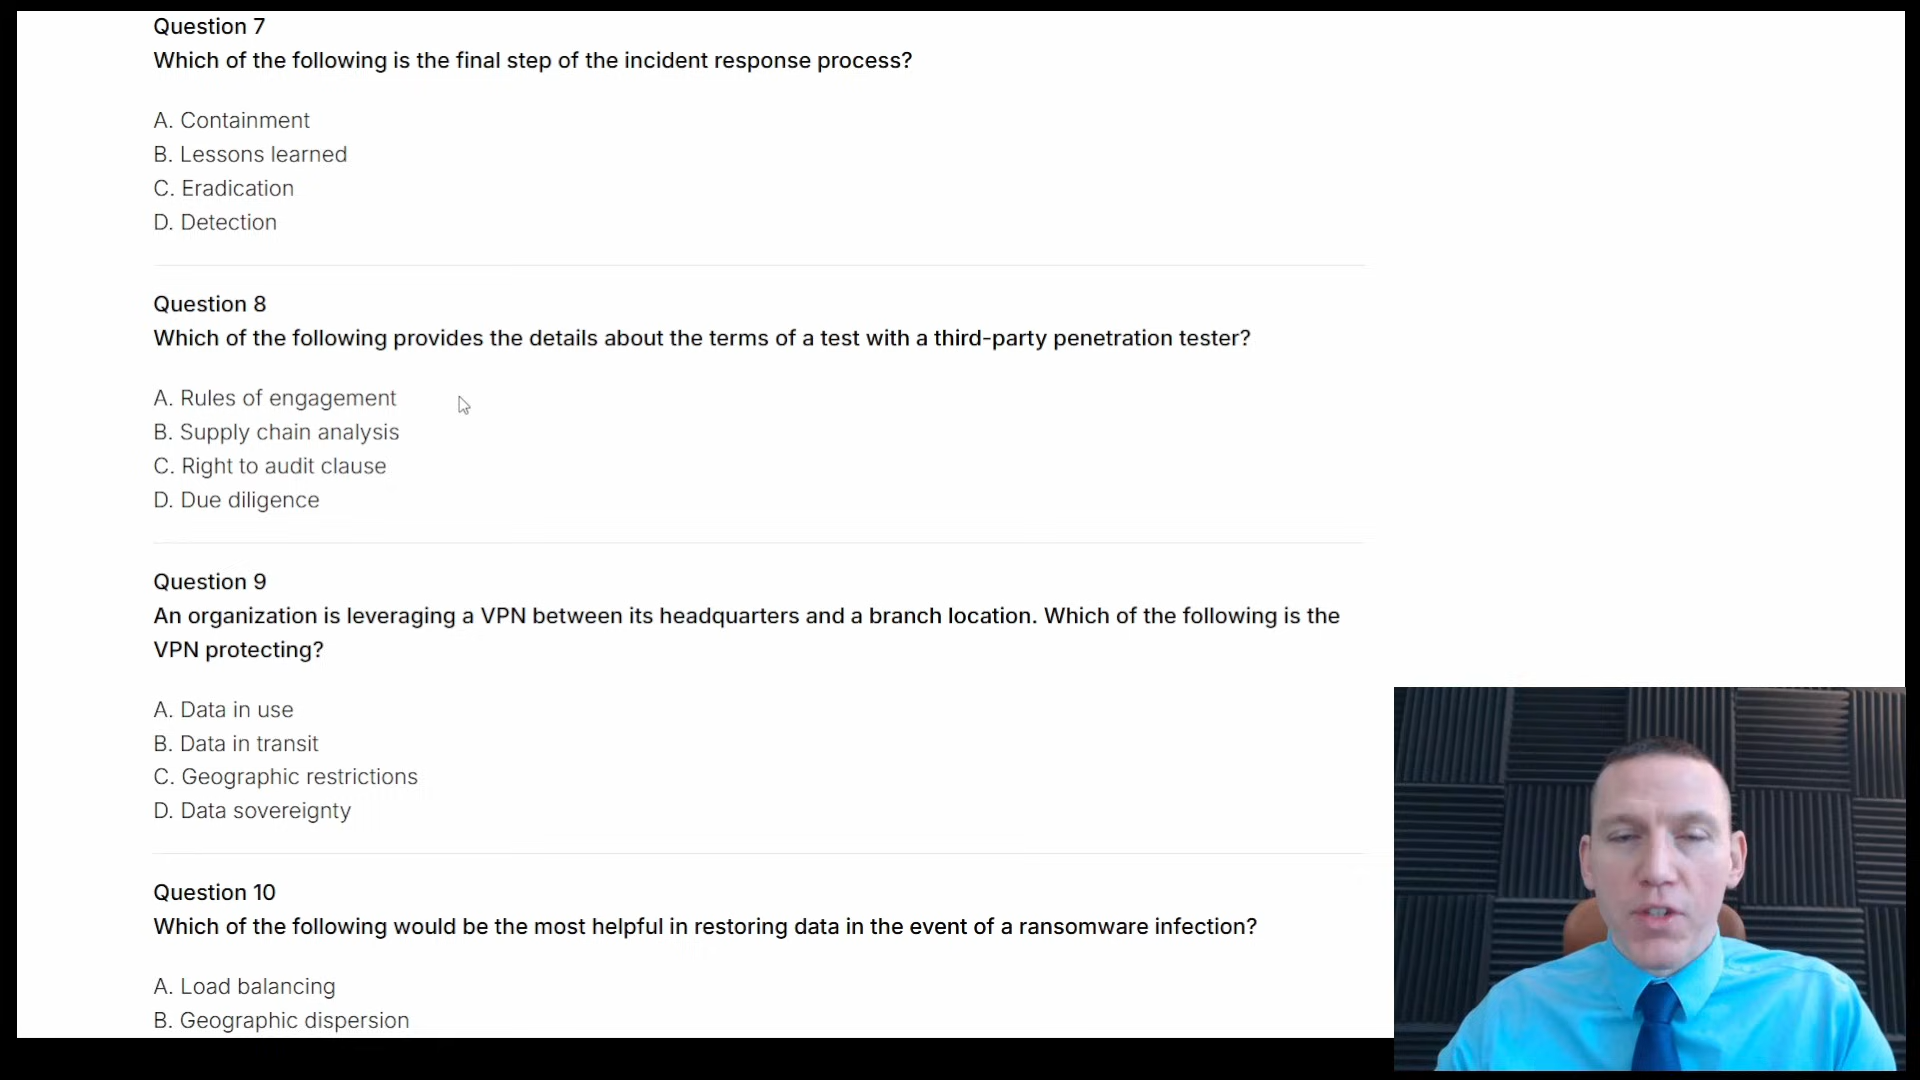 Question 7
Which of the following is the final step of the incident response process?
A. Containment
B. Lessons learned
C. Eradication
D. Detection
Question 8
Which of the following provides the details about the terms of a test with a third-party penetration tester?
A. Rules of engagement
B. Supply chain analysis
C. Right to audit clause
D. Due diligence
Question 9
An organization is leveraging a VPN between its headquarters and a branch location. Which of the following is the
VPN protecting?
A. Data in use
B. Data in transit
C. Geographic restrictions
D. Data sovereignty
Question 10
Which of the following would be the most helpful in restoring data in the event of a ransomware infection?
A. Load balancing
B. Geographic dispersion